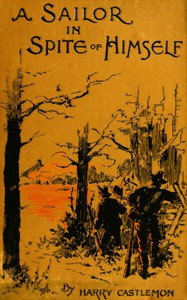 A SAILOR
IN
SPITE OF HIMSELF
By HARRY CASTLEMON